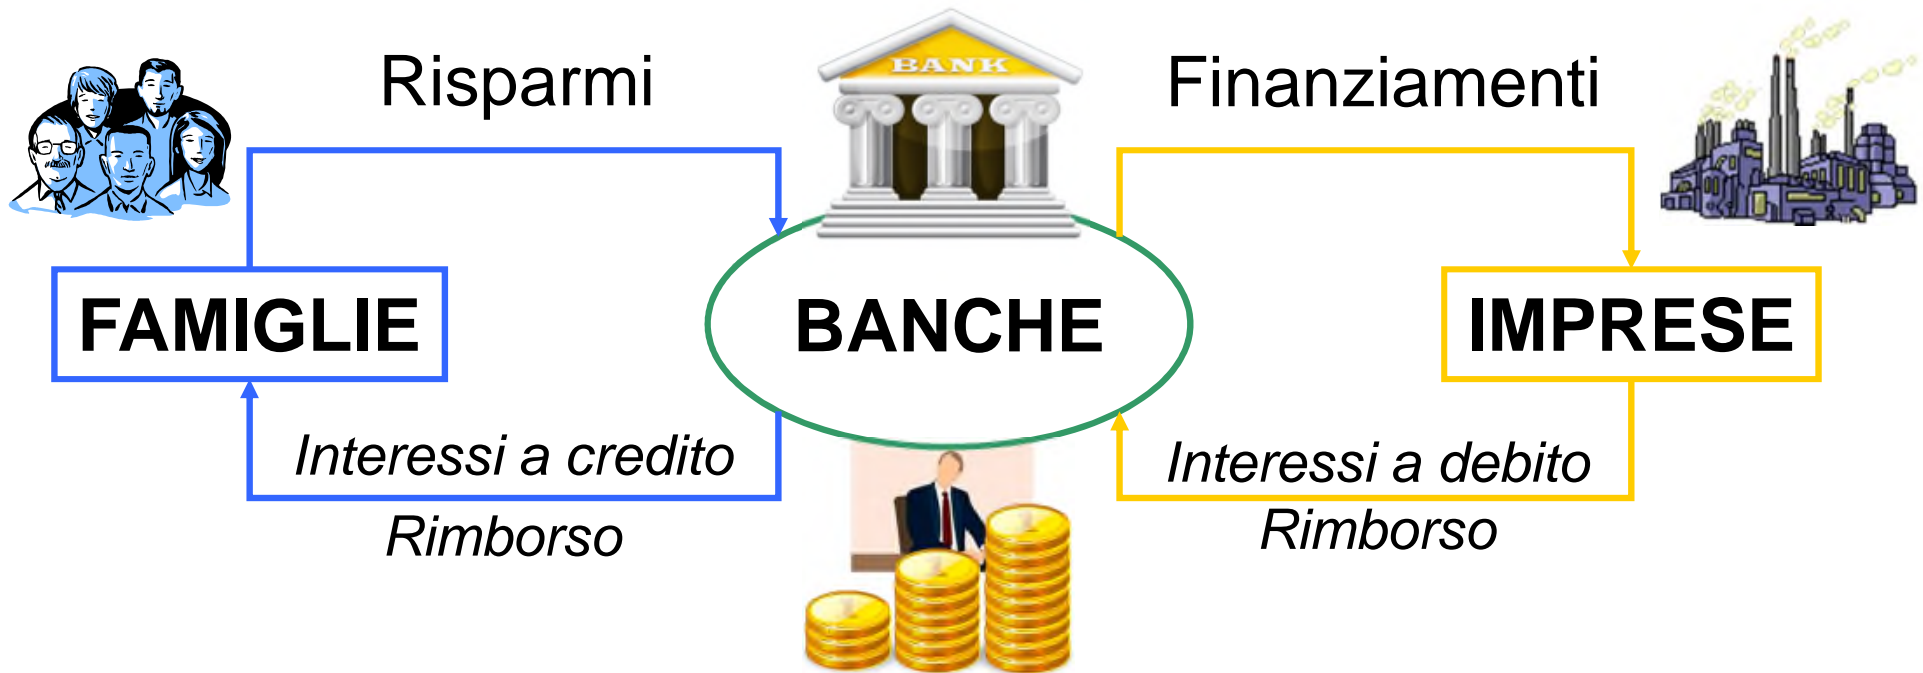 Risparmi
BANK
Finanziamenti
FAMIGLIE
BANCHE
IMPRESE
Interessi a credito
Rimborso
Interessi a debito
Rimborso